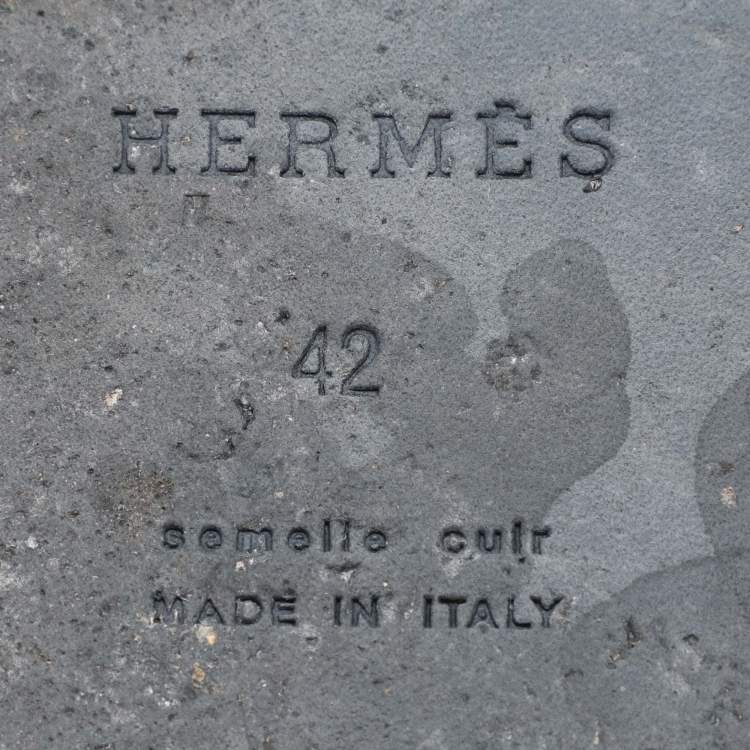 HERMÈS
42
semelle cuir
MADE IN ITALY